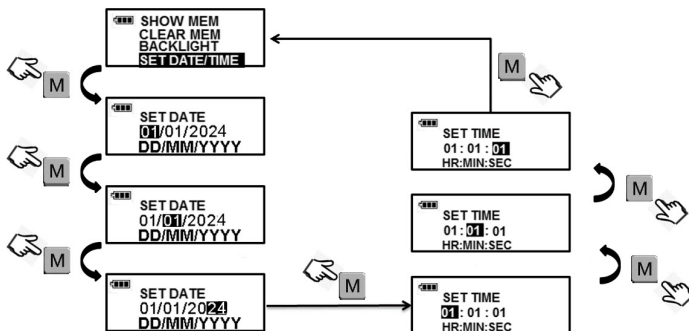 SHOW MEM
CLEAR MEM
BACKLIGHT
SET DATE/TIME
M
M
SET DATE
01/01/2024
DD/MM/YYYY
SET TIME
01: 01 : 01
HR:MIN:SEC
M
M
SET DATE
01/01/2024
DD/MM/YYYY
SET TIME
01: 01 : 01
HR:MIN:SEC
M
M
M
SET DATE
01/01/2024
DD/MM/YYYY
SET TIME
01 : 01 : 01
HR:MIN:SEC